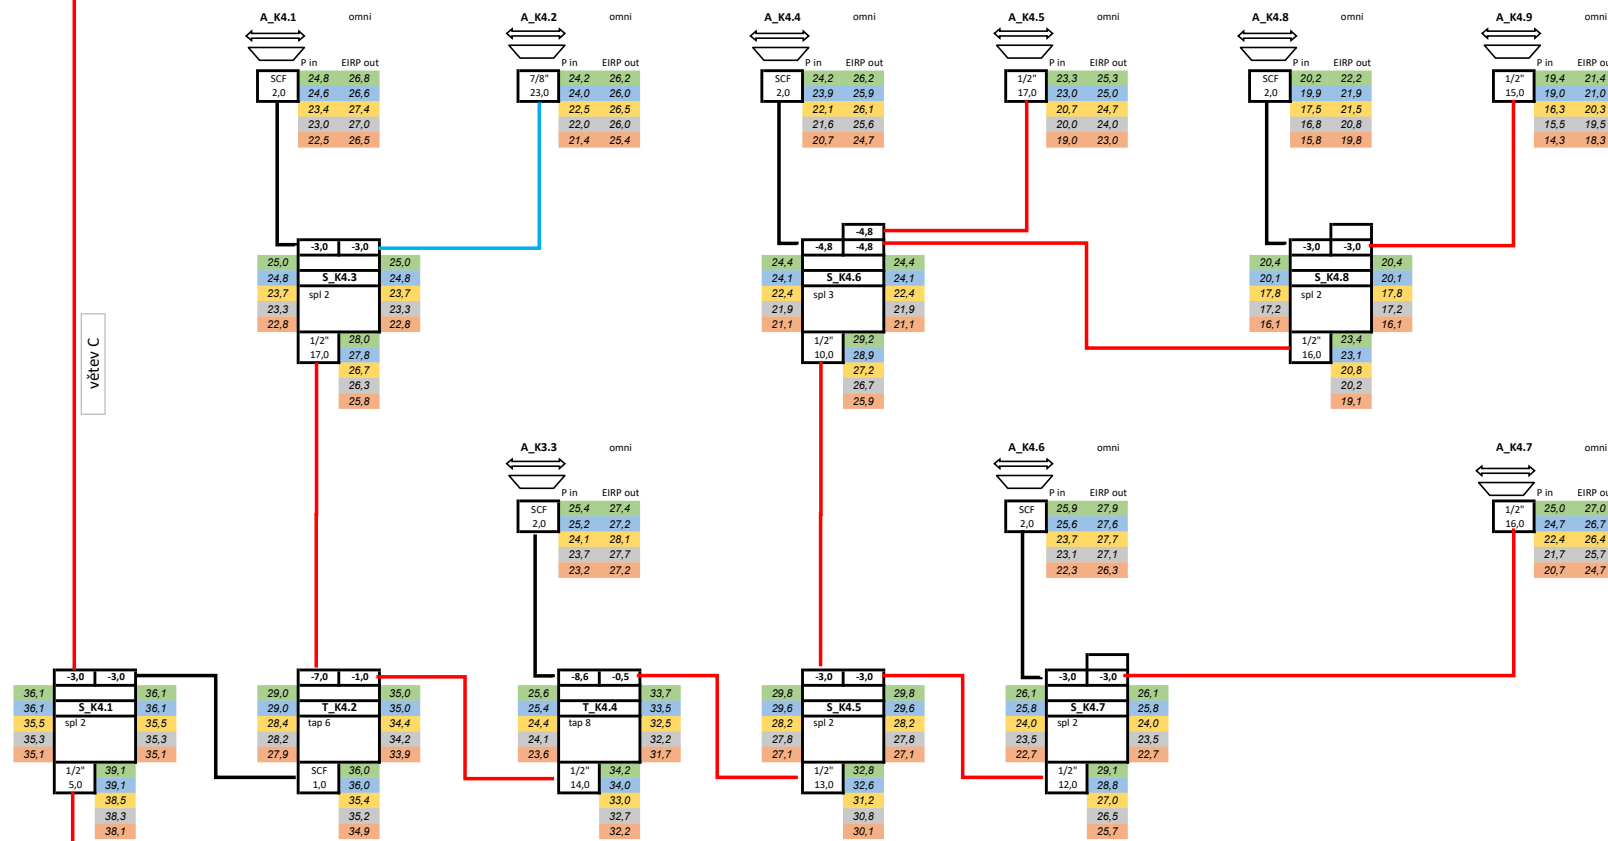 A_K4.1 omni A_K4.2 omni A_K4.4 omni A_K4.5 omni A_K4.8 omni A_K4.9 omni
P in EIRP out P in EIRP out P in EIRP out P in EIRP out P in EIRP out P in EIRP ou
SCF 24,8 26,8 7/8" 24,2 26,2 SCF 24,2 26,2 1/2" 23,3 25,3 SCF 20,2 22,2 1/2" 19,4 21,4
2,0 24,6 26,6 23,0 24,0 26,0 2,0 23,9 25,9 17,0 23,0 25,0 2,0 19,9 21,9 15,0 19,0 21,0
23,4 27,4 22,5 26,5 22,1 26,1 20,7 24,7 17,5 21,5 16,3 20,3
23,0 27,0 22,0 26,0 21,6 25,6 20,0 24,0 16,8 20,8 15,5 19,5
22,5 26,5 21,4 25,4 20,7 24,7 19,0 23,0 15,8 19,8 14,3 18,3
-4,8
-3,0 -3,0 -4,8 -4,8 -3,0 -3,0
25,0 25,0 24,4 24,4 20,4 20,4
24,8 S_K4.3 24,8 24,1 S_K4.6 24,1 20,1 S_K4.8 20,1
23,7 spl 2 23,7 22,4 spl 3 22,4 17,8 spl 2 17,8
23,3 23,3 21,9 21,9 17,2 17,2
22,8 22,8 21,1 21,1 16,1 16,1
1/2" 28,0 1/2" 29,2 1/2" 23,4
17,0 27,8 10,0 28,9 16,0 23,1
26,7 27,2 20,8
26,3 26,7 20,2
25,8 25,9 19,1
větev C
A_K3.3 omni A_K4.6 omni A_K4.7 omni
P in EIRP out P in EIRP out P in EIRP ou
SCF 25,4 27,4 SCF 25,9 27,9 1/2" 25,0 27,0
2,0 25,2 27,2 2,0 25,6 27,6 16,0 24,7 26,7
24,1 28,1 23,7 27,7 22,4 26,4
23,7 27,7 23,1 27,1 21,7 25,7
23,2 27,2 22,3 26,3 20,7 24,7
-3,0 -3,0 -7,0 -1,0 -8,6 -0,5 -3,0 -3,0 -3,0 -3,0
36,1 36,1 29,0 35,0 25,6 33,7 29,8 29,8 26,1 26,1
36,1 S_K4.1 36,1 29,0 T_K4.2 35,0 25,4 T_K4.4 33,5 29,6 S_K4.5 29,6 25,8 S_K4.7 25,8
35,5 spl 2 35,5 28,4 tap 6 34,4 24,4 tap 8 32,5 28,2 spl 2 28,2 24,0 spl 2 24,0
35,3 35,3 28,2 34,2 24,1 32,2 27,8 27,8 23,5 23,5
35,1 35,1 27,9 33,9 23,6 31,7 27,1 27,1 22,7 22,7
1/2" 39,1 SCF 36,0 1/2" 34,2 1/2" 32,8 1/2" 29,1
5,0 39,1 1,0 36,0 14,0 34,0 13,0 32,6 12,0 28,8
38,5 35,4 33,0 31,2 27,0
38,3 35,2 32,7 30,8 26,5
38,1 34,9 32,2 30,1 25,7